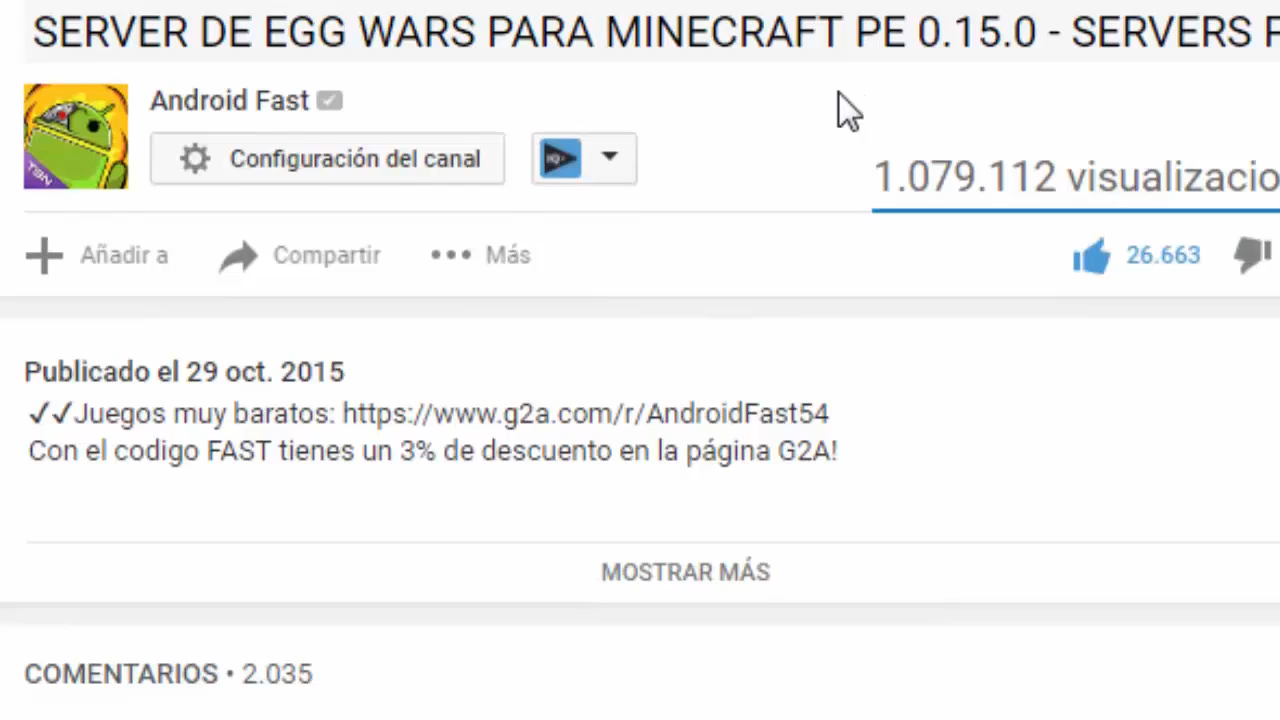 SERVER DE EGG WARS PARA MINECRAFT PE 0.15.0 - SERVERS
Android Fast
TGN
Configuración del canal
1.079.112 visualizacio
Añadir a
Compartir
Más
26.663
Publicado el 29 oct. 2015
✓✓Juegos muy baratos: https://www.g2a.com/r/AndroidFast54
Con el codigo FAST tienes un 3% de descuento en la página G2A!
MOSTRAR MÁS
COMENTARIOS • 2.035